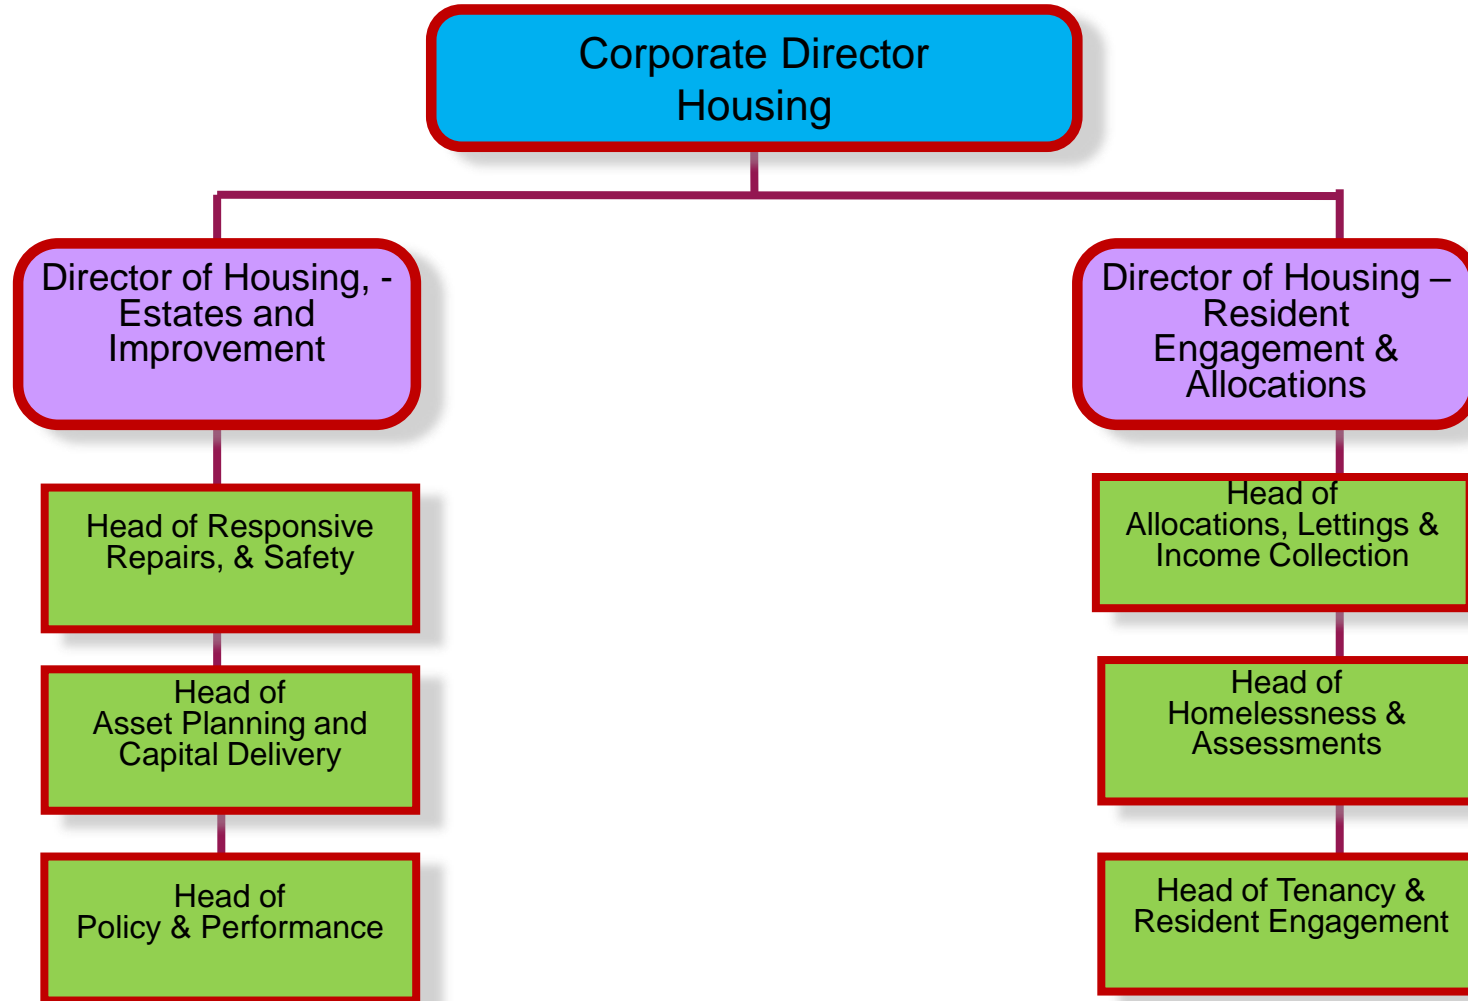 Corporate Director
Housing
Director of Housing, -
Estates and
Improvement
Director of Housing –
Resident
Engagement &
Allocations
Head of Responsive
Repairs, & Safety
Head of
Allocations, Lettings &
Income Collection
Head of
Asset Planning and
Capital Delivery
Head of
Homelessness &
Assessments
Head of
Policy & Performance
Head of Tenancy &
Resident Engagement